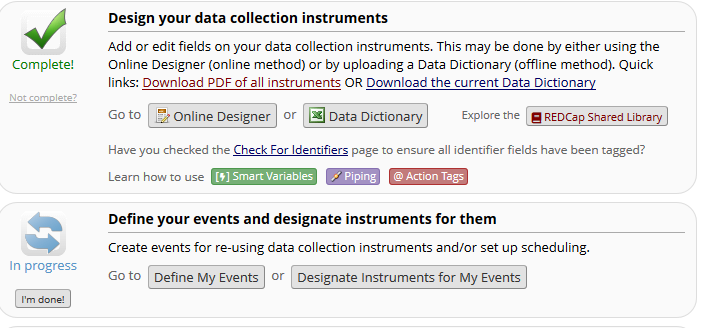 Design your data collection instruments
Add or edit fields on your data collection instruments. This may be done by either using the
Online Designer (online method) or by uploading a Data Dictionary (offline method). Quick
links: Download PDF of all instruments OR Download the current Data Dictionary
Complete!
Not complete?
Go to Online Designer or Data Dictionary Explore the REDCap Shared Library
Have you checked the Check For Identifiers page to ensure all identifier fields have been tagged?
Learn how to use [⚡] Smart Variables Piping @ Action Tags
Define your events and designate instruments for them
Create events for re-using data collection instruments and/or set up scheduling.
In progress
Go to Define My Events or Designate Instruments for My Events
I'm done!